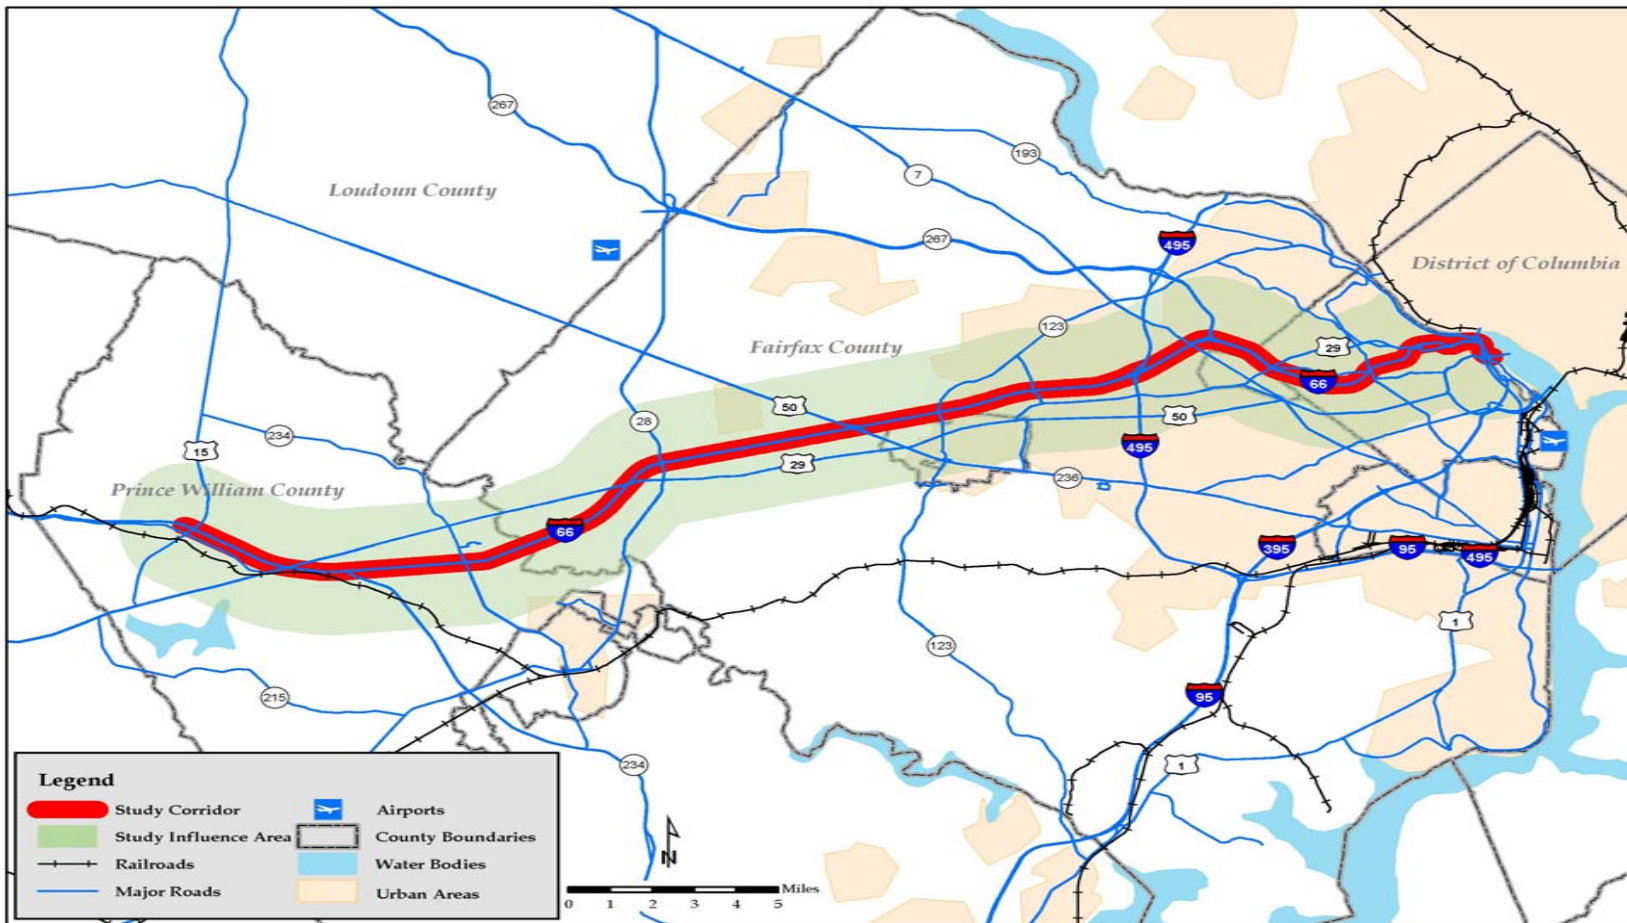 267
193
7
Loudoun County
267
495
District of Columbia
123
Fairfax County
29
66
50
50
28
234
495
15
29
236
Prince William County
66
395
95
495
1
123
215
95
234
1
Legend
Study Corridor
Airports
Study Influence Area
County Boundaries
Railroads
Water Bodies
Major Roads
Urban Areas
N
Miles
0 1 2 3 4 5